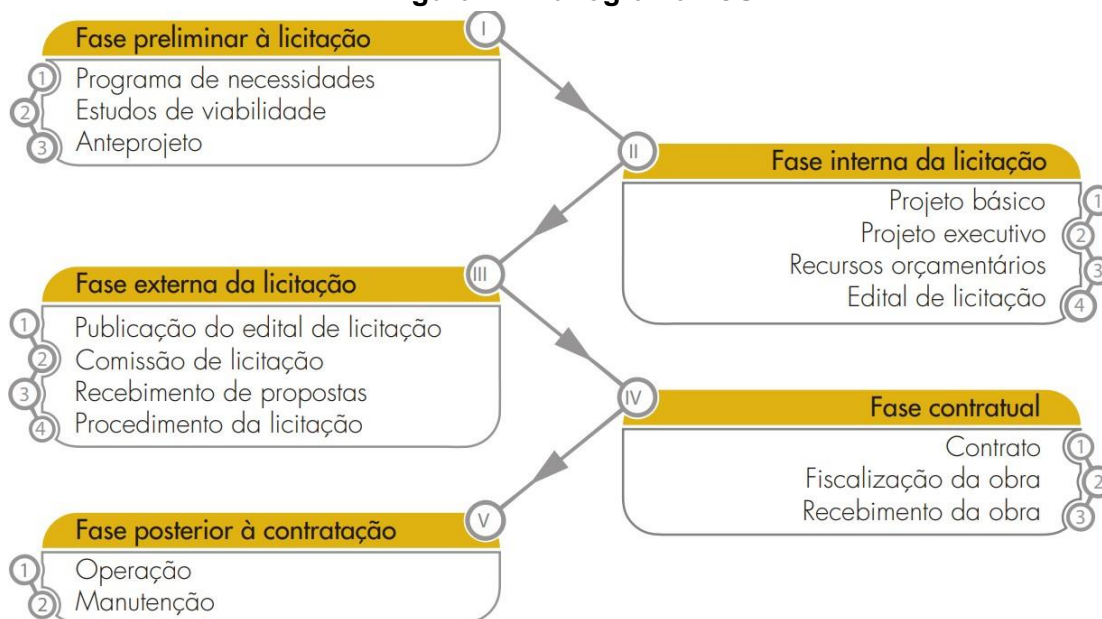 I
Fase preliminar à licitação
1 Programa de necessidades
2 Estudos de viabilidade
3 Anteprojeto
II
Fase interna da licitação
Projeto básico 1
Projeto executivo 2
Recursos orçamentários 3
Edital de licitação 4
III
Fase externa da licitação
1 Publicação do edital de licitação
2 Comissão de licitação
3 Recebimento de propostas
4 Procedimento da licitação
IV
Fase contratual
Contrato 1
Fiscalização da obra 2
Recebimento da obra 3
V
Fase posterior à contratação
1 Operação
2 Manutenção